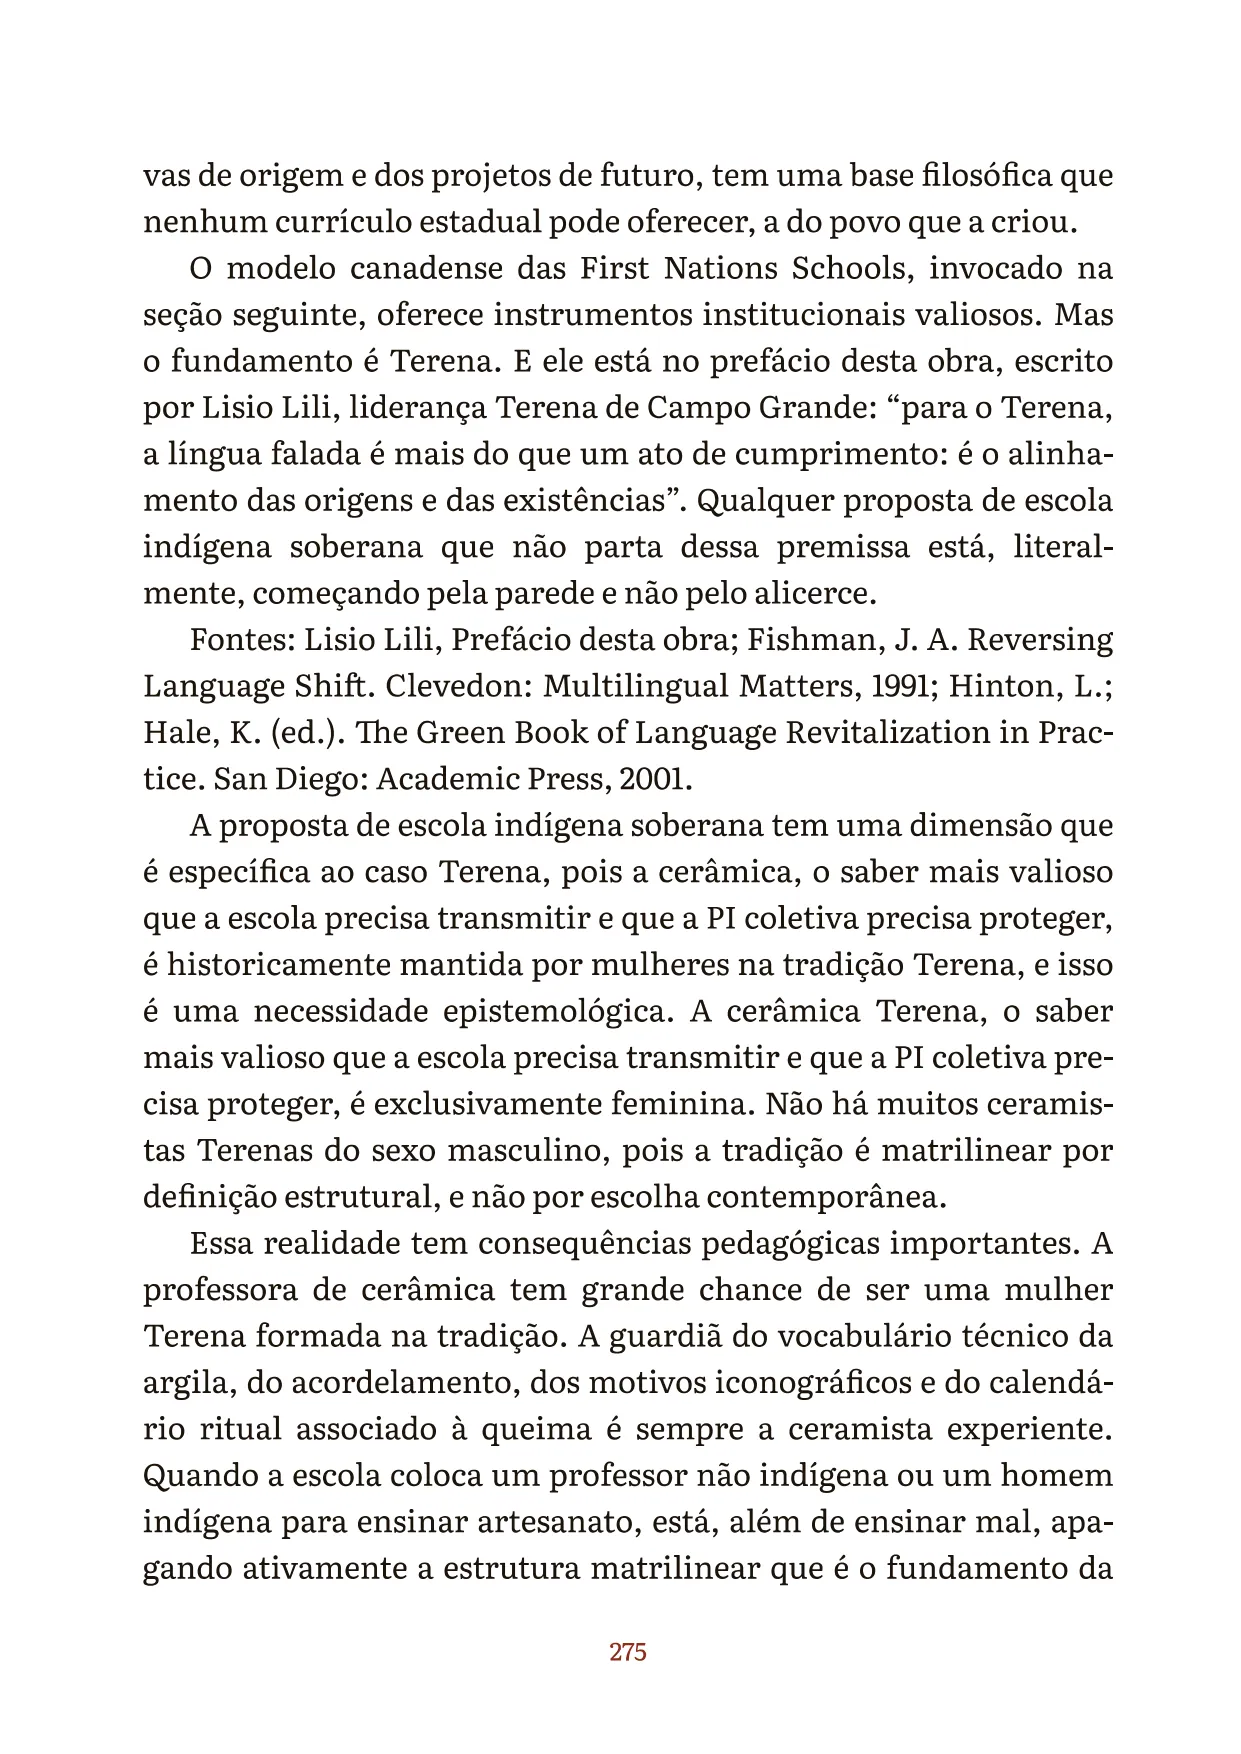 vas de origem e dos projetos de futuro, tem uma base filosófica que
nenhum currículo estadual pode oferecer, a do povo que a criou.
O modelo canadense das First Nations Schools, invocado na
seção seguinte, oferece instrumentos institucionais valiosos. Mas
o fundamento é Terena. E ele está no prefácio desta obra, escrito
por Lisio Lili, liderança Terena de Campo Grande: “para o Terena,
a língua falada é mais do que um ato de cumprimento: é o alinha-
mento das origens e das existências”. Qualquer proposta de escola
indígena soberana que não parta dessa premissa está, literal-
mente, começando pela parede e não pelo alicerce.
Fontes: Lisio Lili, Prefácio desta obra; Fishman, J. A. Reversing
Language Shift. Clevedon: Multilingual Matters, 1991; Hinton, L.;
Hale, K. (ed.). The Green Book of Language Revitalization in Prac-
tice. San Diego: Academic Press, 2001.
A proposta de escola indígena soberana tem uma dimensão que
é específica ao caso Terena, pois a cerâmica, o saber mais valioso
que a escola precisa transmitir e que a PI coletiva precisa proteger,
é historicamente mantida por mulheres na tradição Terena, e isso
é uma necessidade epistemológica. A cerâmica Terena, o saber
mais valioso que a escola precisa transmitir e que a PI coletiva pre-
cisa proteger, é exclusivamente feminina. Não há muitos ceramis-
tas Terenas do sexo masculino, pois a tradição é matrilinear por
definição estrutural, e não por escolha contemporânea.
Essa realidade tem consequências pedagógicas importantes. A
professora de cerâmica tem grande chance de ser uma mulher
Terena formada na tradição. A guardiã do vocabulário técnico da
argila, do acordelamento, dos motivos iconográficos e do calendá-
rio ritual associado à queima é sempre a ceramista experiente.
Quando a escola coloca um professor não indígena ou um homem
indígena para ensinar artesanato, está, além de ensinar mal, apa-
gando ativamente a estrutura matrilinear que é o fundamento da
275